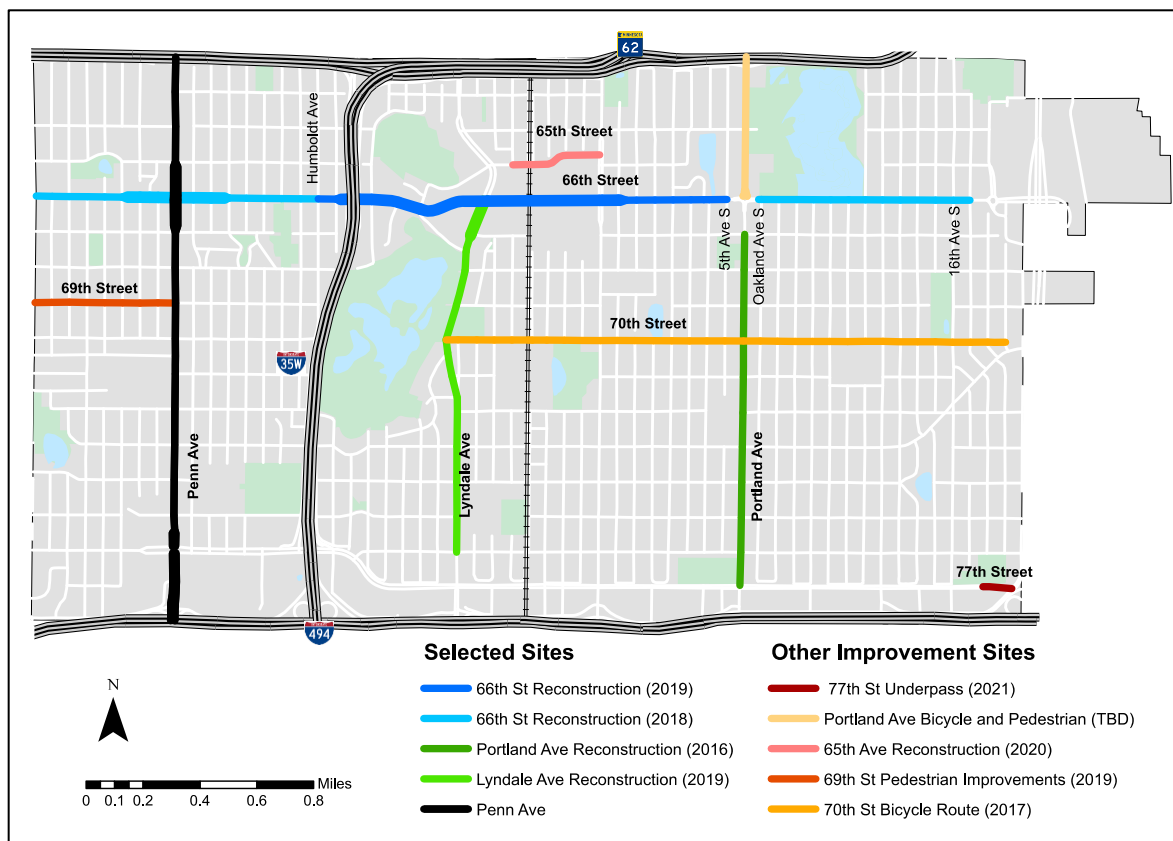 MINNESOTA
62
65th Street
Humboldt Ave
66th Street
5th Ave S
Oakland Ave S
16th Ave S
69th Street
70th Street
35W
Penn Ave
Lyndale Ave
Portland Ave
77th Street
494
Selected Sites
66th St Reconstruction (2019)
66th St Reconstruction (2018)
Portland Ave Reconstruction (2016)
Lyndale Ave Reconstruction (2019)
Penn Ave
Other Improvement Sites
77th St Underpass (2021)
Portland Ave Bicycle and Pedestrian (TBD)
65th Ave Reconstruction (2020)
69th St Pedestrian Improvements (2019)
70th St Bicycle Route (2017)
N
Miles
0 0.1 0.2 0.4 0.6 0.8